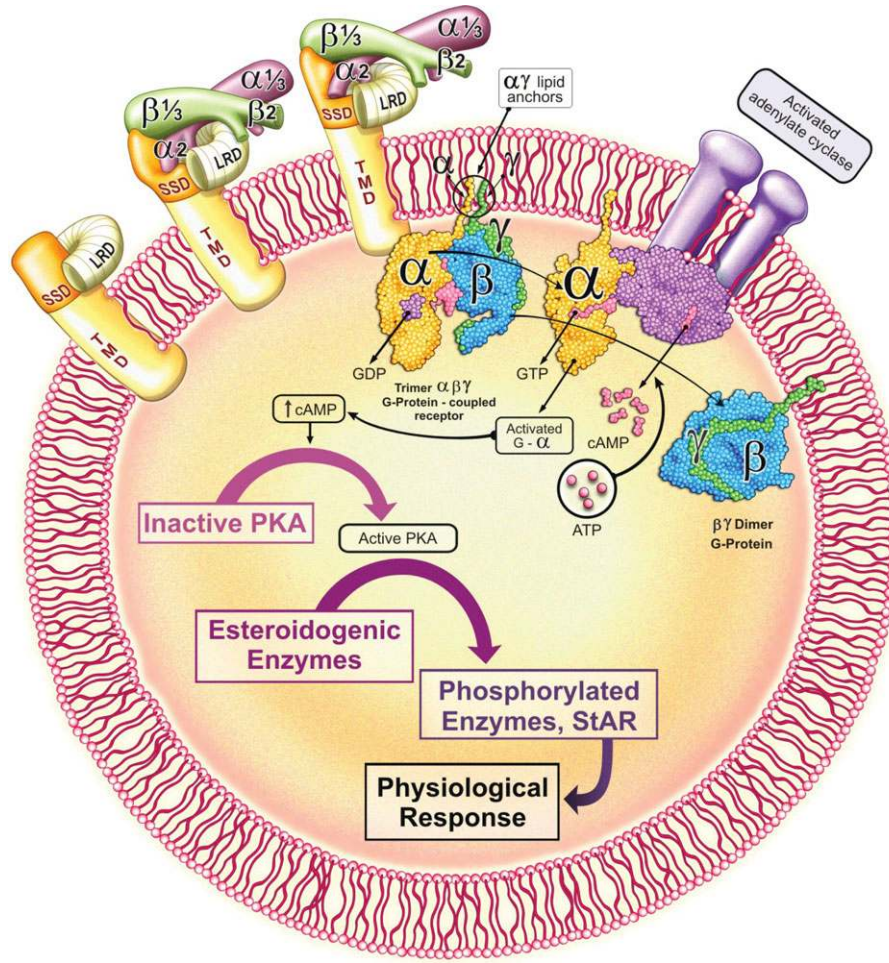 β1/3
α1/3
α2
β2
SSD
LRD
TMD
β1/3
α1/3
α2
β2
SSD
LRD
TMD
SSD
LRD
TMD
αγ lipid
anchors
Activated
adenylate cyclase
α
γ
α
β
γ
α
GDP
Trimer α β γ
G-Protein - coupled
receptor
GTP
Activated
G - α
cAMP
ATP
γ
β
βγ Dimer
G-Protein
↑ cAMP
Inactive PKA
Active PKA
Esteroidogenic
Enzymes
Phosphorylated
Enzymes, StAR
Physiological
Response